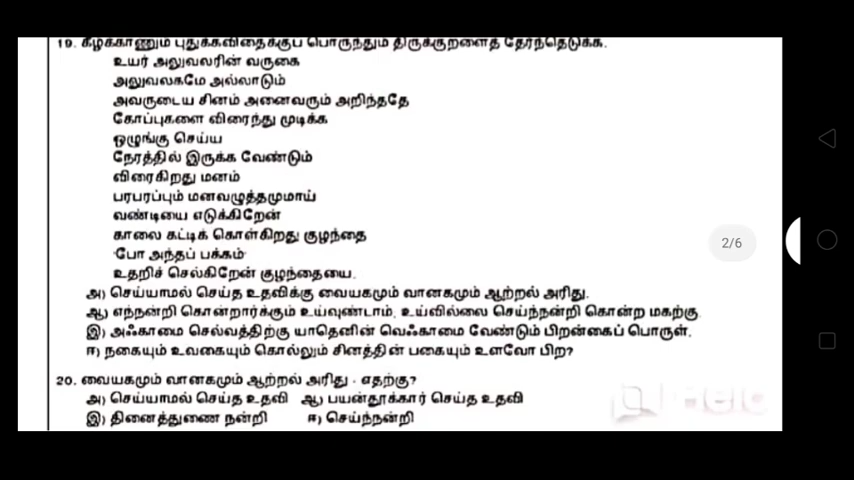 19. கீழ்க்காணும் புதுக்கவிதைக்குப் பொருந்தும் திருக்குறளைத் தேர்ந்தெடுக்க.
உயர் அலுவலரின் வருகை
அலுவலகமே அல்லாடும்
அவருடைய சினம் அனைவரும் அறிந்ததே
கோப்புகளை விரைந்து முடிக்க
ஒழுங்கு செய்ய
நேரத்தில் இருக்க வேண்டும்
விரைகிறது மனம்
பரபரப்பும் மனவழுத்தமுமாய்
வண்டியை எடுக்கிறேன்
காலை கட்டிக் கொள்கிறது குழந்தை
'போ அந்தப் பக்கம்'
உதறிச் செல்கிறேன் குழந்தையை.
அ) செய்யாமல் செய்த உதவிக்கு வையகமும் வானகமும் ஆற்றல் அரிது.
ஆ) எந்நன்றி கொன்றார்க்கும் உய்வுண்டாம், உய்வில்லை செய்ந்நன்றி கொன்ற மகற்கு.
இ) அஃகாமை செல்வத்திற்கு யாதெனின் வெஃகாமை வேண்டும் பிறன்கைப் பொருள்.
ஈ) நகையும் உவகையும் கொல்லும் சினத்தின் பகையும் உளவோ பிற?
20. வையகமும் வானகமும் ஆற்றல் அரிது - எதற்கு?
அ) செய்யாமல் செய்த உதவி ஆ) பயன்தூக்கார் செய்த உதவி
இ) தினைத்துணை நன்றி ஈ) செய்ந்நன்றி
2/6